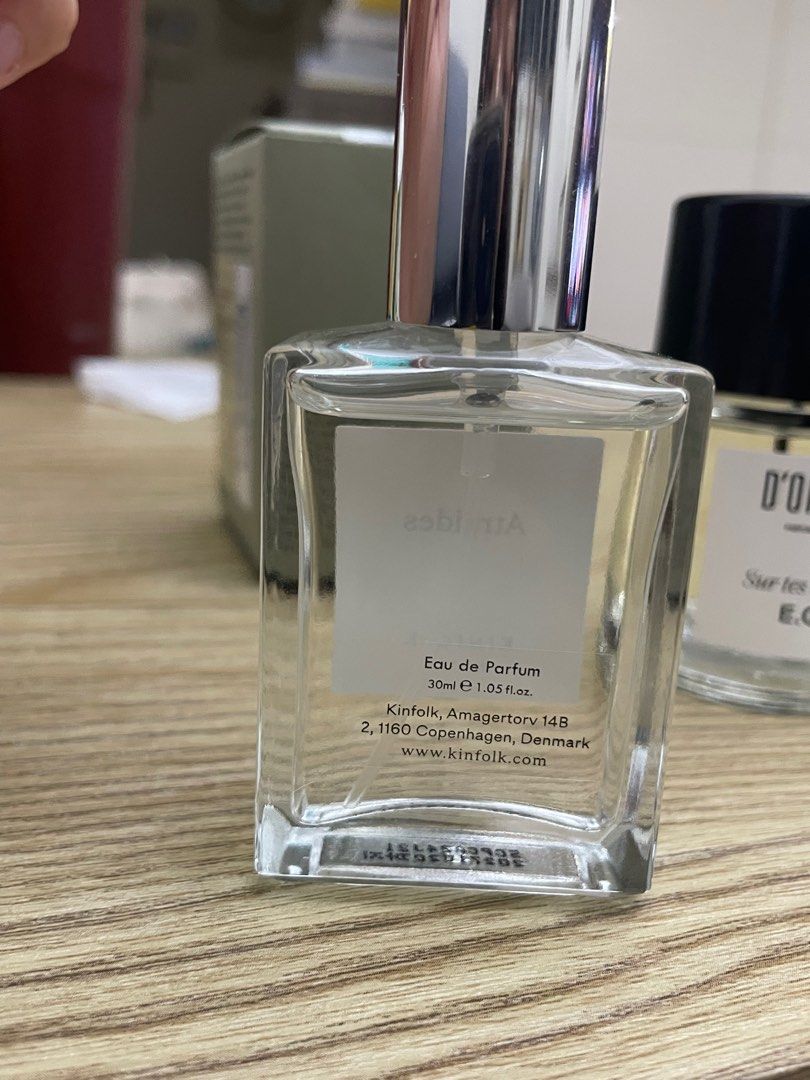 Eau de Parfum
30ml ℮ 1.05 fl.oz.
Kinfolk, Amagertorv 14B
2, 1160 Copenhagen, Denmark
www.kinfolk.com
D'O
Sur tes
E.